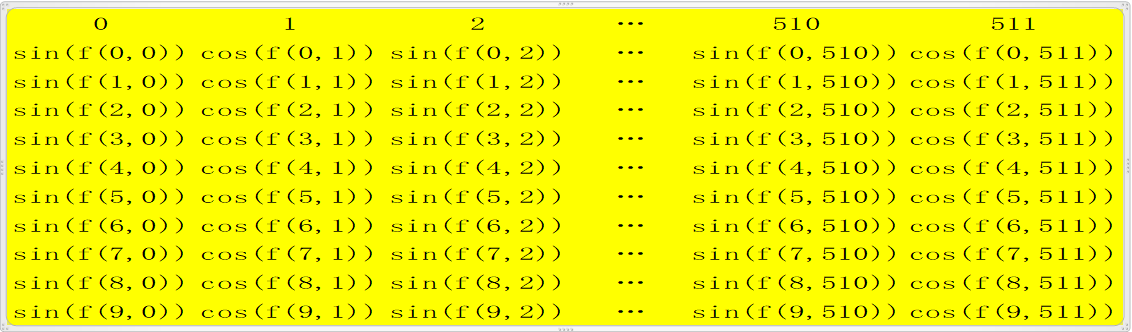 0 1 2 ⋯ 510 511
sin(f(0,0)) cos(f(0,1)) sin(f(0,2)) ⋯ sin(f(0,510)) cos(f(0,511))
sin(f(1,0)) cos(f(1,1)) sin(f(1,2)) ⋯ sin(f(1,510)) cos(f(1,511))
sin(f(2,0)) cos(f(2,1)) sin(f(2,2)) ⋯ sin(f(2,510)) cos(f(2,511))
sin(f(3,0)) cos(f(3,1)) sin(f(3,2)) ⋯ sin(f(3,510)) cos(f(3,511))
sin(f(4,0)) cos(f(4,1)) sin(f(4,2)) ⋯ sin(f(4,510)) cos(f(4,511))
sin(f(5,0)) cos(f(5,1)) sin(f(5,2)) ⋯ sin(f(5,510)) cos(f(5,511))
sin(f(6,0)) cos(f(6,1)) sin(f(6,2)) ⋯ sin(f(6,510)) cos(f(6,511))
sin(f(7,0)) cos(f(7,1)) sin(f(7,2)) ⋯ sin(f(7,510)) cos(f(7,511))
sin(f(8,0)) cos(f(8,1)) sin(f(8,2)) ⋯ sin(f(8,510)) cos(f(8,511))
sin(f(9,0)) cos(f(9,1)) sin(f(9,2)) ⋯ sin(f(9,510)) cos(f(9,511))